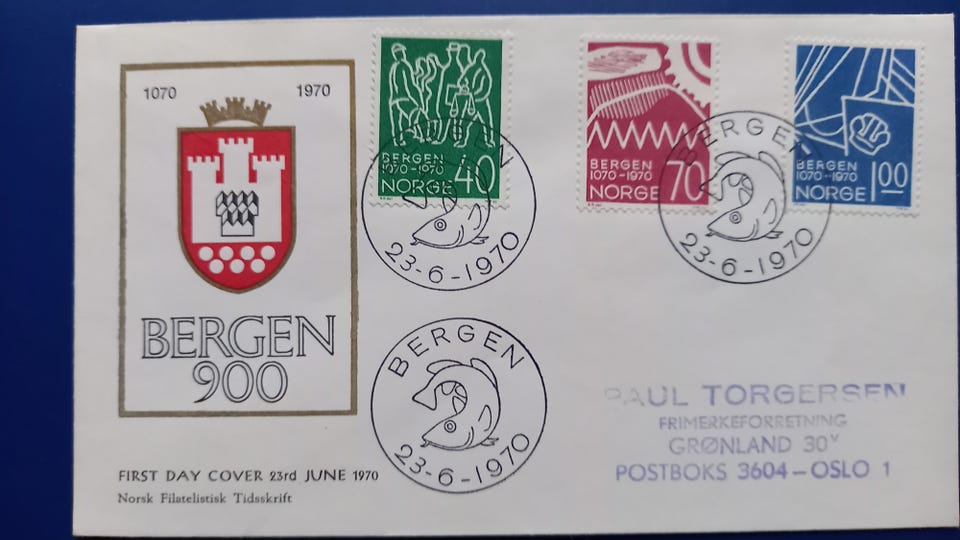 1070 1970
BERGEN
900
FIRST DAY COVER 23rd JUNE 1970
Norsk Filatelistisk Tidsskrift
BERGEN
1070-1970
NORGE 40
BERGEN
23-6-1970
BERGEN
1070-1970
NORGE 70
BERGEN
1070-1970
NORGE 100
BERGEN
23-6-1970
BERGEN
23-6-1970
PAUL TORGERSEN
FRIMERKEFORRETNING
GRØNLAND 30V
POSTBOKS 3604-OSLO 1